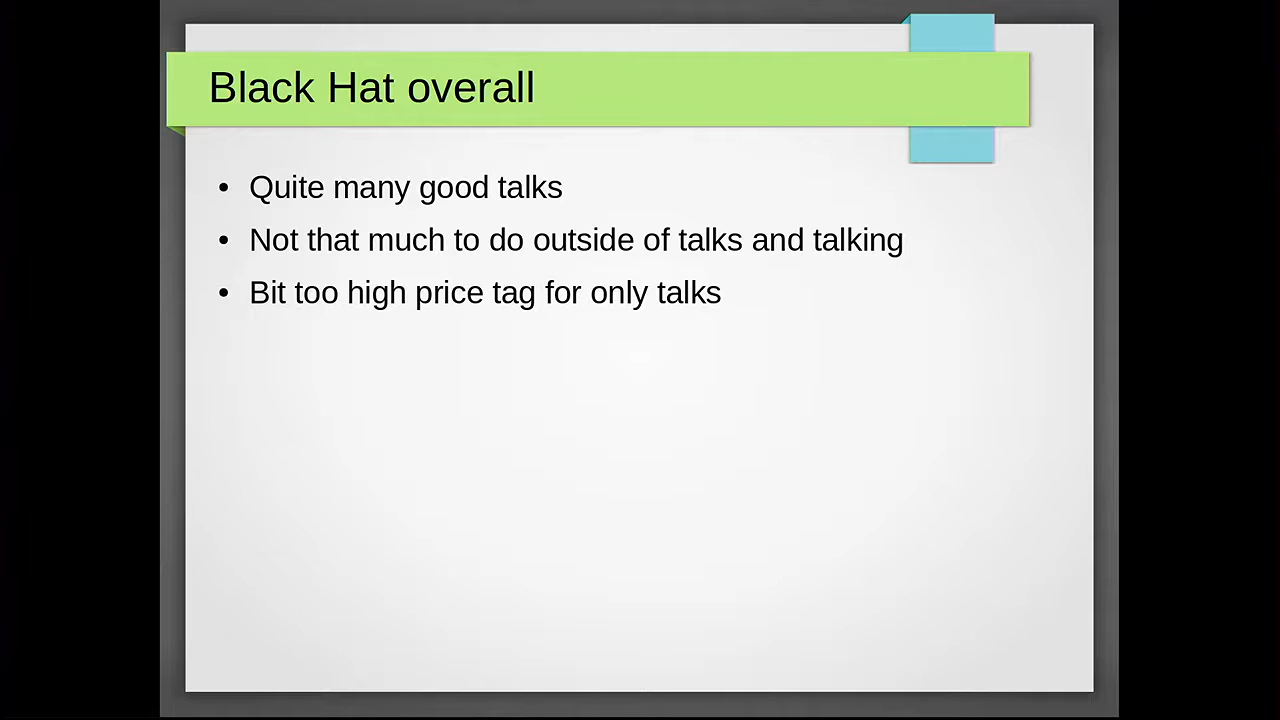 Black Hat overall
• Quite many good talks
• Not that much to do outside of talks and talking
• Bit too high price tag for only talks